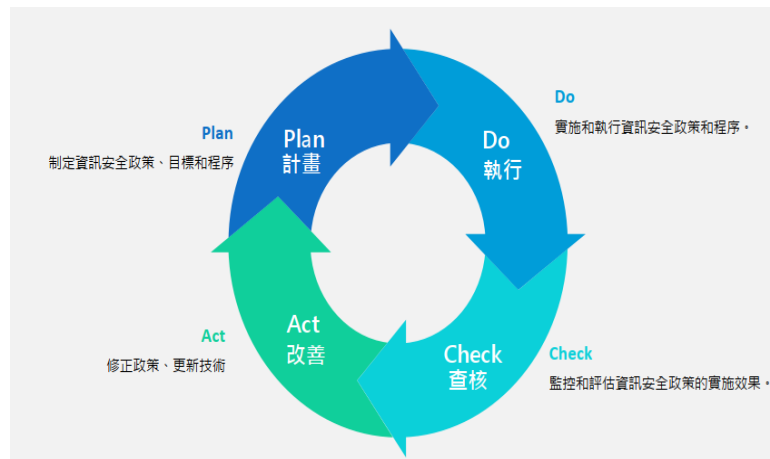 Plan
制定資訊安全政策、目標和程序
Plan
計畫
Do
執行
Do
實施和執行資訊安全政策和程序。
Act
修正政策、更新技術
Act
改善
Check
查核
Check
監控和評估資訊安全政策的實施效果。